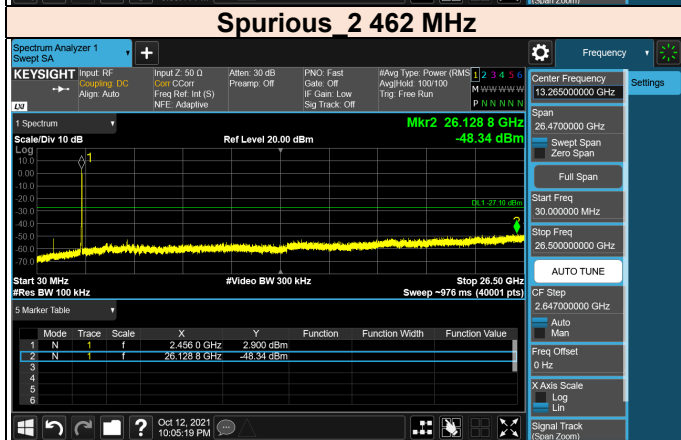 (Span Zoom)
Spurious_2 462 MHz
Spectrum Analyzer 1
Swept SA
Frequency
KEYSIGHT
Input: RF
Coupling: DC
Align: Auto
Input Z: 50 Ω
Corr CCorr
Freq Ref: Int (S)
NFE: Adaptive
Atten: 30 dB
Preamp: Off
PNO: Fast
Gate: Off
IF Gain: Low
Sig Track: Off
#Avg Type: Power (RMS
Avg|Hold: 100/100
Trig: Free Run
1 2 3 4 5 6
M W W W W W
P N N N N N
LXI
Center Frequency
13.265000000 GHz
Settings
1 Spectrum
Mkr2 26.128 8 GHz
Scale/Div 10 dB
Ref Level 20.00 dBm
-48.34 dBm
Log
10.0
0.00
-10.0
-20.0
-30.0
-40.0
-50.0
-60.0
-70.0
1
DL1 -27.10 dBm
2
Start 30 MHz
#Video BW 300 kHz
Stop 26.50 GHz
#Res BW 100 kHz
Sweep ~976 ms (40001 pts)
Span
26.4700000 GHz
Swept Span
Zero Span
Full Span
Start Freq
30.000000 MHz
Stop Freq
26.500000000 GHz
AUTO TUNE
CF Step
2.647000000 GHz
Auto
Man
Freq Offset
0 Hz
X Axis Scale
Log
Lin
Signal Track
(Span Zoom)
5 Marker Table
Mode Trace Scale X Y Function Function Width Function Value
1 N 1 f 2.456 0 GHz 2.900 dBm
2 N 1 f 26.128 8 GHz -48.34 dBm
3
4
5
6
?
Oct 12, 2021
10:05:19 PM